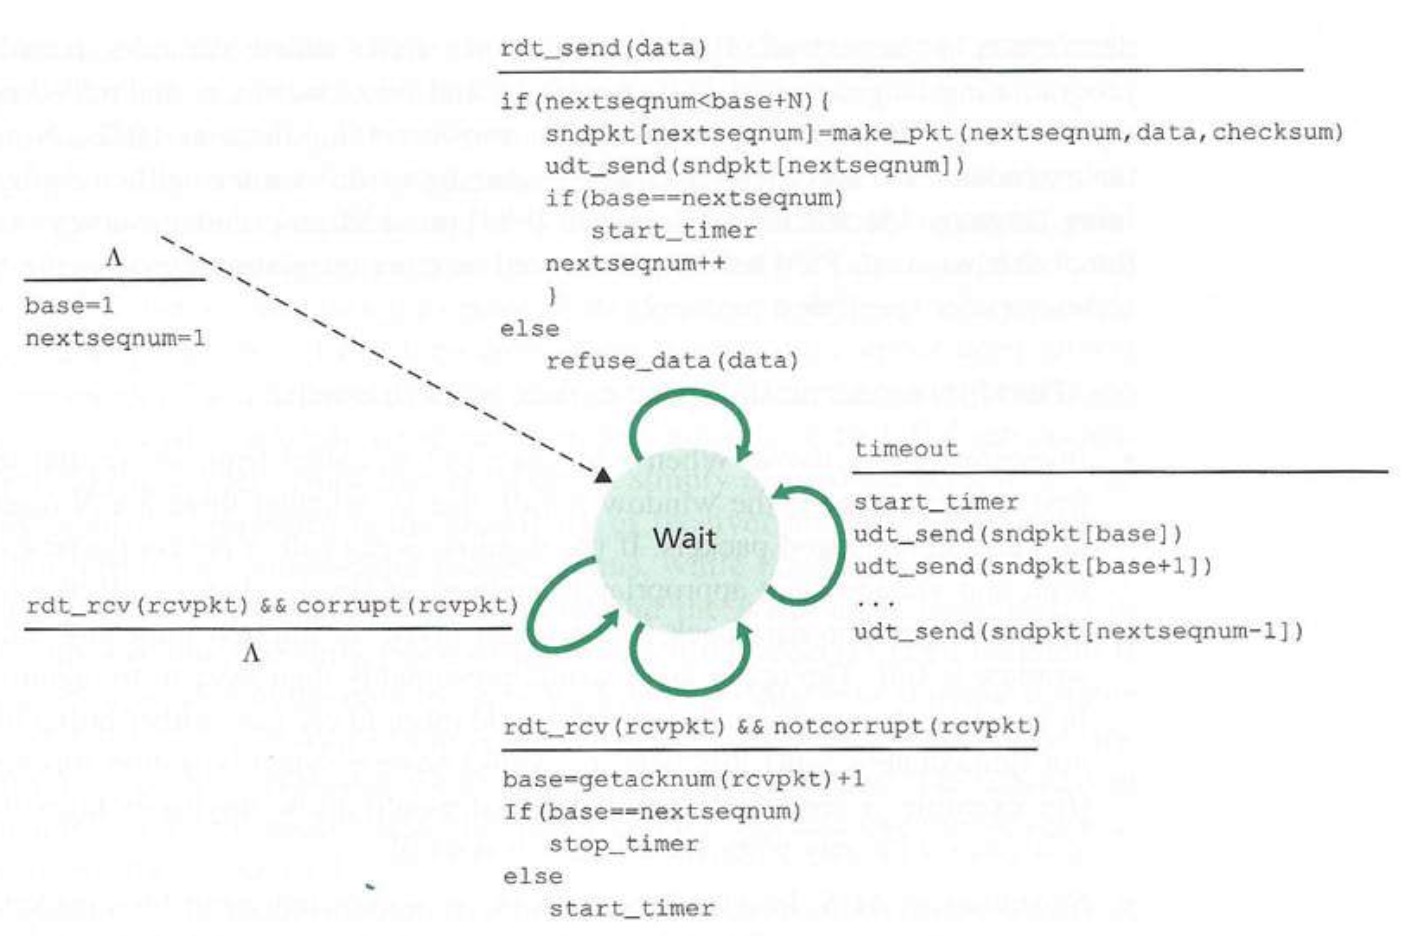 rdt_send(data)
if(nextseqnum<base+N){
sndpkt[nextseqnum]=make_pkt(nextseqnum,data,checksum)
udt_send(sndpkt[nextseqnum])
if(base==nextseqnum)
start_timer
nextseqnum++
}
else
refuse_data(data)
Λ
base=1
nextseqnum=1
timeout
start_timer
udt_send(sndpkt[base])
udt_send(sndpkt[base+1])
...
udt_send(sndpkt[nextseqnum-1])
Wait
rdt_rcv(rcvpkt) && corrupt(rcvpkt)
Λ
rdt_rcv(rcvpkt) && notcorrupt(rcvpkt)
base=getacknum(rcvpkt)+1
If(base==nextseqnum)
stop_timer
else
start_timer